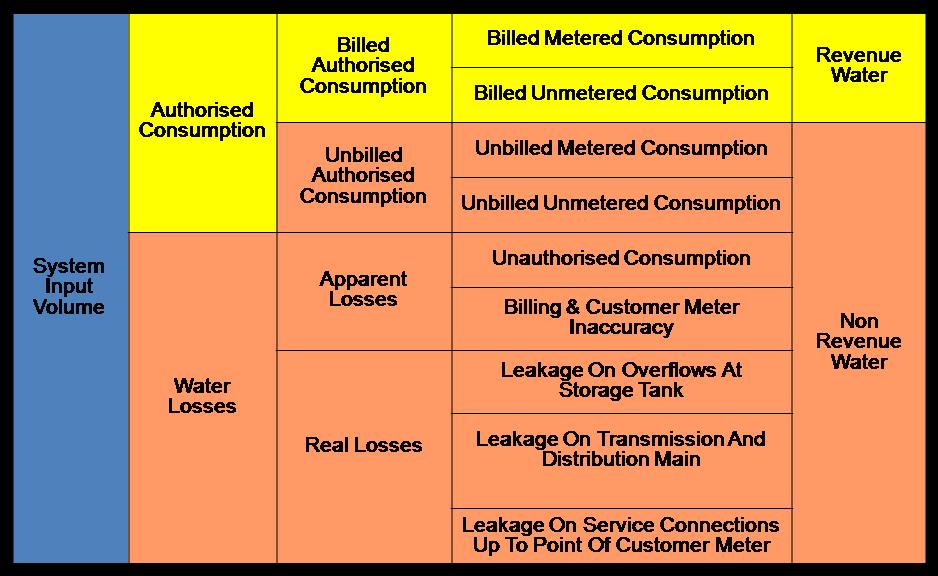 System
Input
Volume
Authorised
Consumption
Water
Losses
Billed
Authorised
Consumption
Unbilled
Authorised
Consumption
Apparent
Losses
Real Losses
Billed Metered Consumption
Billed Unmetered Consumption
Unbilled Metered Consumption
Unbilled Unmetered Consumption
Unauthorised Consumption
Billing & Customer Meter
Inaccuracy
Leakage On Overflows At
Storage Tank
Leakage On Transmission And
Distribution Main
Leakage On Service Connections
Up To Point Of Customer Meter
Revenue
Water
Non
Revenue
Water